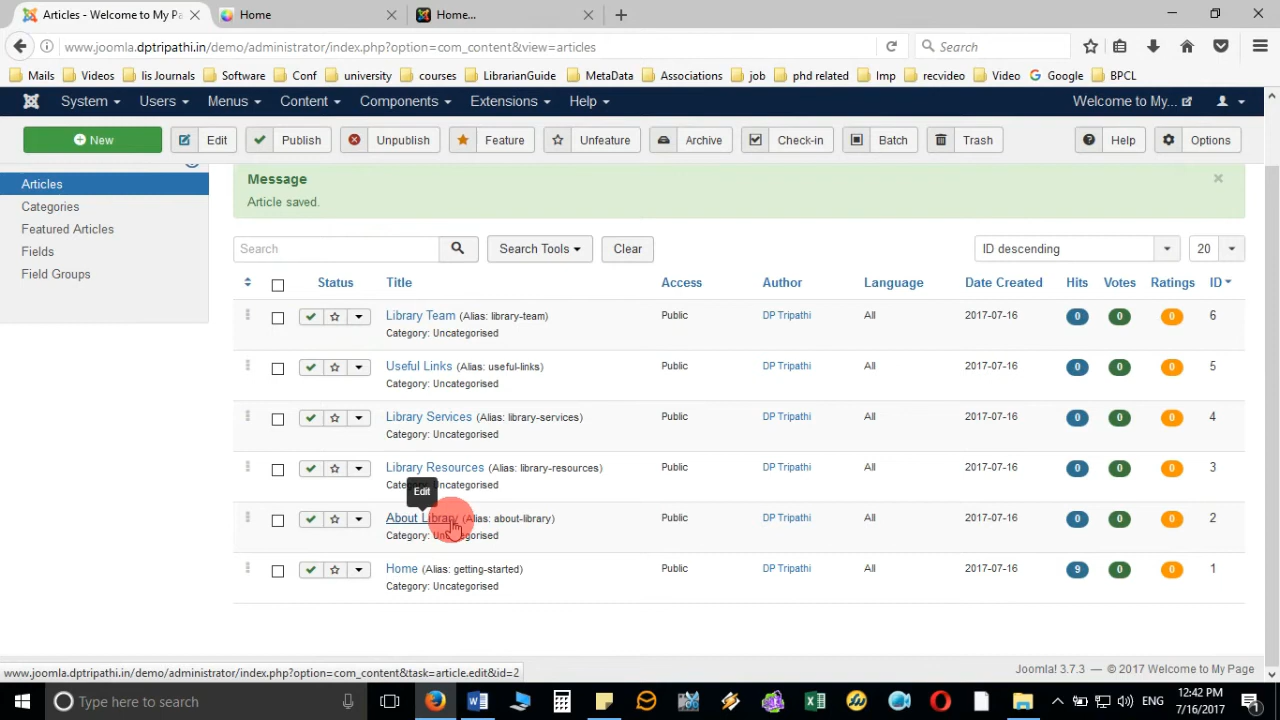 Articles - Welcome to My P
Home
Home...
www.joomla.dptripathi.in/demo/administrator/index.php?option=com_content&view=articles
Search
Mails
Videos
lis Journals
Software
Conf
university
courses
LibrarianGuide
MetaData
Associations
job
phd related
Imp
recvideo
Video
Google
BPCL
System
Users
Menus
Content
Components
Extensions
Help
Welcome to My...
New
Edit
Publish
Unpublish
Feature
Unfeature
Archive
Check-in
Batch
Trash
Help
Options
Articles
Categories
Featured Articles
Fields
Field Groups
Message
Article saved.
Search
Search Tools
Clear
ID descending
20
Status Title Access Author Language Date Created Hits Votes Ratings ID
Library Team (Alias: library-team) Public DP Tripathi All 2017-07-16 0 0 0 6
Category: Uncategorised
Useful Links (Alias: useful-links) Public DP Tripathi All 2017-07-16 0 0 0 5
Category: Uncategorised
Library Services (Alias: library-services) Public DP Tripathi All 2017-07-16 0 0 0 4
Category: Uncategorised
Library Resources (Alias: library-resources) Public DP Tripathi All 2017-07-16 0 0 0 3
Category: Uncategorised
Edit
About Library (Alias: about-library) Public DP Tripathi All 2017-07-16 0 0 0 2
Category: Uncategorised
Home (Alias: getting-started) Public DP Tripathi All 2017-07-16 9 0 0 1
Category: Uncategorised
www.joomla.dptripathi.in/demo/administrator/index.php?option=com_content&task=article.edit&id=2
Joomla! 3.7.3 — © 2017 Welcome to My Page
Type here to search
ENG
12:42 PM
7/16/2017
1